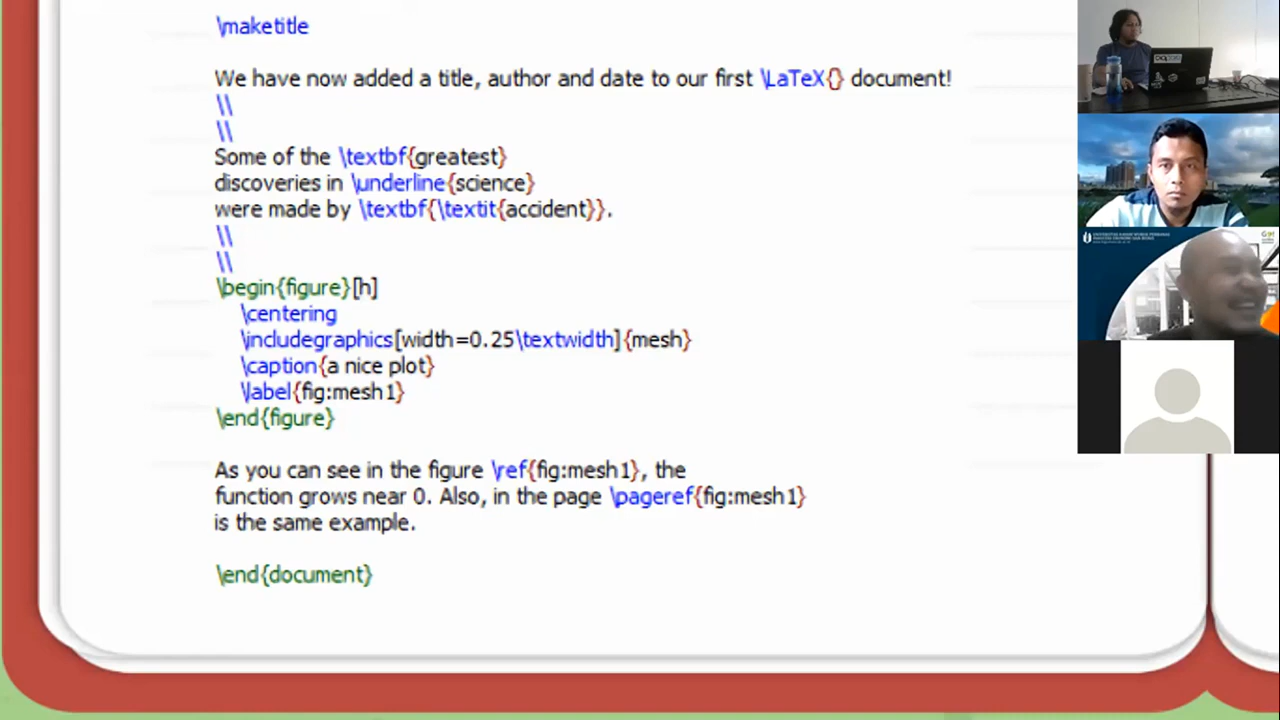 \maketitle
We have now added a title, author and date to our first \LaTeX{} document!
\\
\\
Some of the \textbf{greatest}
discoveries in \underline{science}
were made by \textbf{\textit{accident}}.
\\
\\
\begin{figure}[h]
\centering
\includegraphics[width=0.25\textwidth]{mesh}
\caption{a nice plot}
\label{fig:mesh1}
\end{figure}
As you can see in the figure \ref{fig:mesh1}, the
function grows near 0. Also, in the page \pageref{fig:mesh1}
is the same example.
\end{document}